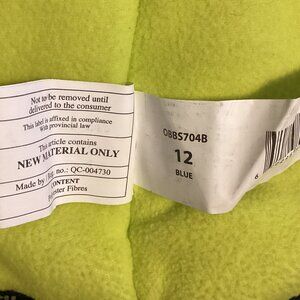 Not to be removed until
delivered to the consumer
This label is affixed in compliance
With provincial law
This article contains
NEW MATERIAL ONLY
Made by / Reg. no.: QC-004730
CONTENT
Fibres
OBBS704B
12
BLUE
6